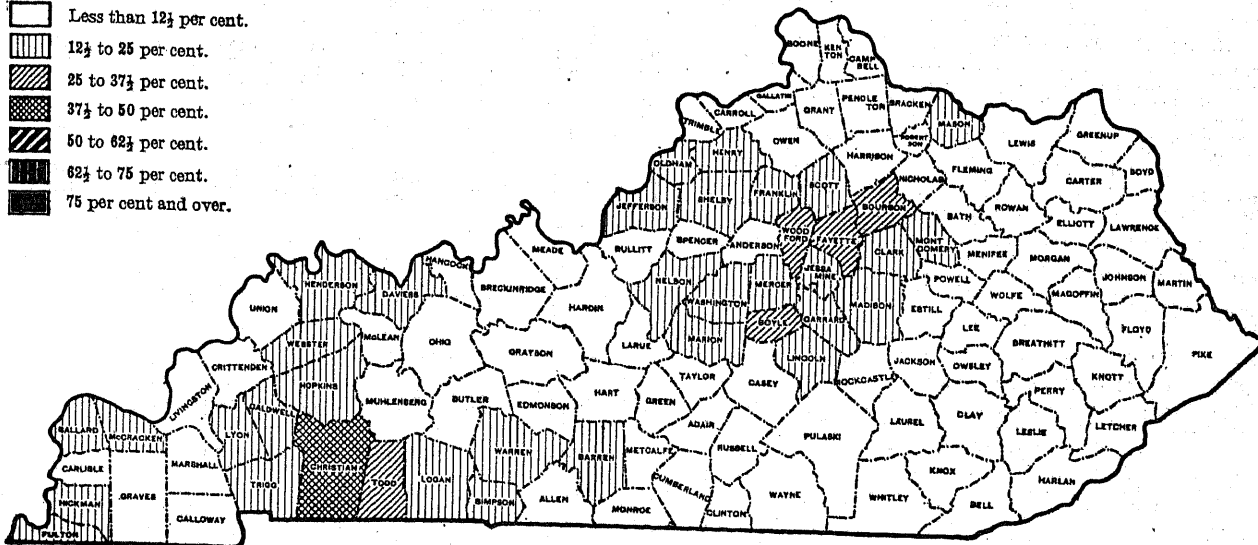 Less than 12½ per cent.
12½ to 25 per cent.
25 to 37½ per cent.
37½ to 50 per cent.
50 to 62½ per cent.
62½ to 75 per cent.
75 per cent and over.
BOONE
KENTON
CAMPBELL
GALLATIN
CARROLL
TRIMBLE
GRANT
PENDLETON
BRACKEN
MASON
OWEN
ROBERTSON
LEWIS
GREENUP
HENRY
OLDHAM
HARRISON
NICHOLAS
FLEMING
CARTER
BOYD
JEFFERSON
SHELBY
FRANKLIN
SCOTT
BOURBON
BATH
ROWAN
ELLIOTT
LAWRENCE
BULLITT
SPENCER
ANDERSON
WOODFORD
FAYETTE
CLARK
MONTGOMERY
MENIFEE
MORGAN
JOHNSON
MARTIN
MEADE
HANCOCK
BRECKINRIDGE
HARDIN
NELSON
WASHINGTON
MERCER
JESSAMINE
MADISON
POWELL
ESTILL
WOLFE
MAGOFFIN
FLOYD
PIKE
UNION
HENDERSON
DAVIESS
McLEAN
OHIO
GRAYSON
LARUE
MARION
BOYLE
GARRARD
LINCOLN
LEE
BREATHITT
OWSLEY
JACKSON
ROCKCASTLE
KNOTT
PERRY
WEBSTER
CRITTENDEN
LIVINGSTON
HOPKINS
CALDWELL
MUHLENBERG
BUTLER
EDMONSON
HART
GREEN
TAYLOR
CASEY
PULASKI
LAUREL
CLAY
LESLIE
LETCHER
BALLARD
McCRACKEN
LYON
CARLISLE
MARSHALL
GRAVES
TRIGG
CHRISTIAN
TODD
LOGAN
WARREN
BARREN
METCALFE
ADAIR
RUSSELL
KNOX
HARLAN
HICKMAN
FULTON
CALLOWAY
SIMPSON
ALLEN
MONROE
CUMBERLAND
CLINTON
WAYNE
WHITLEY
BELL